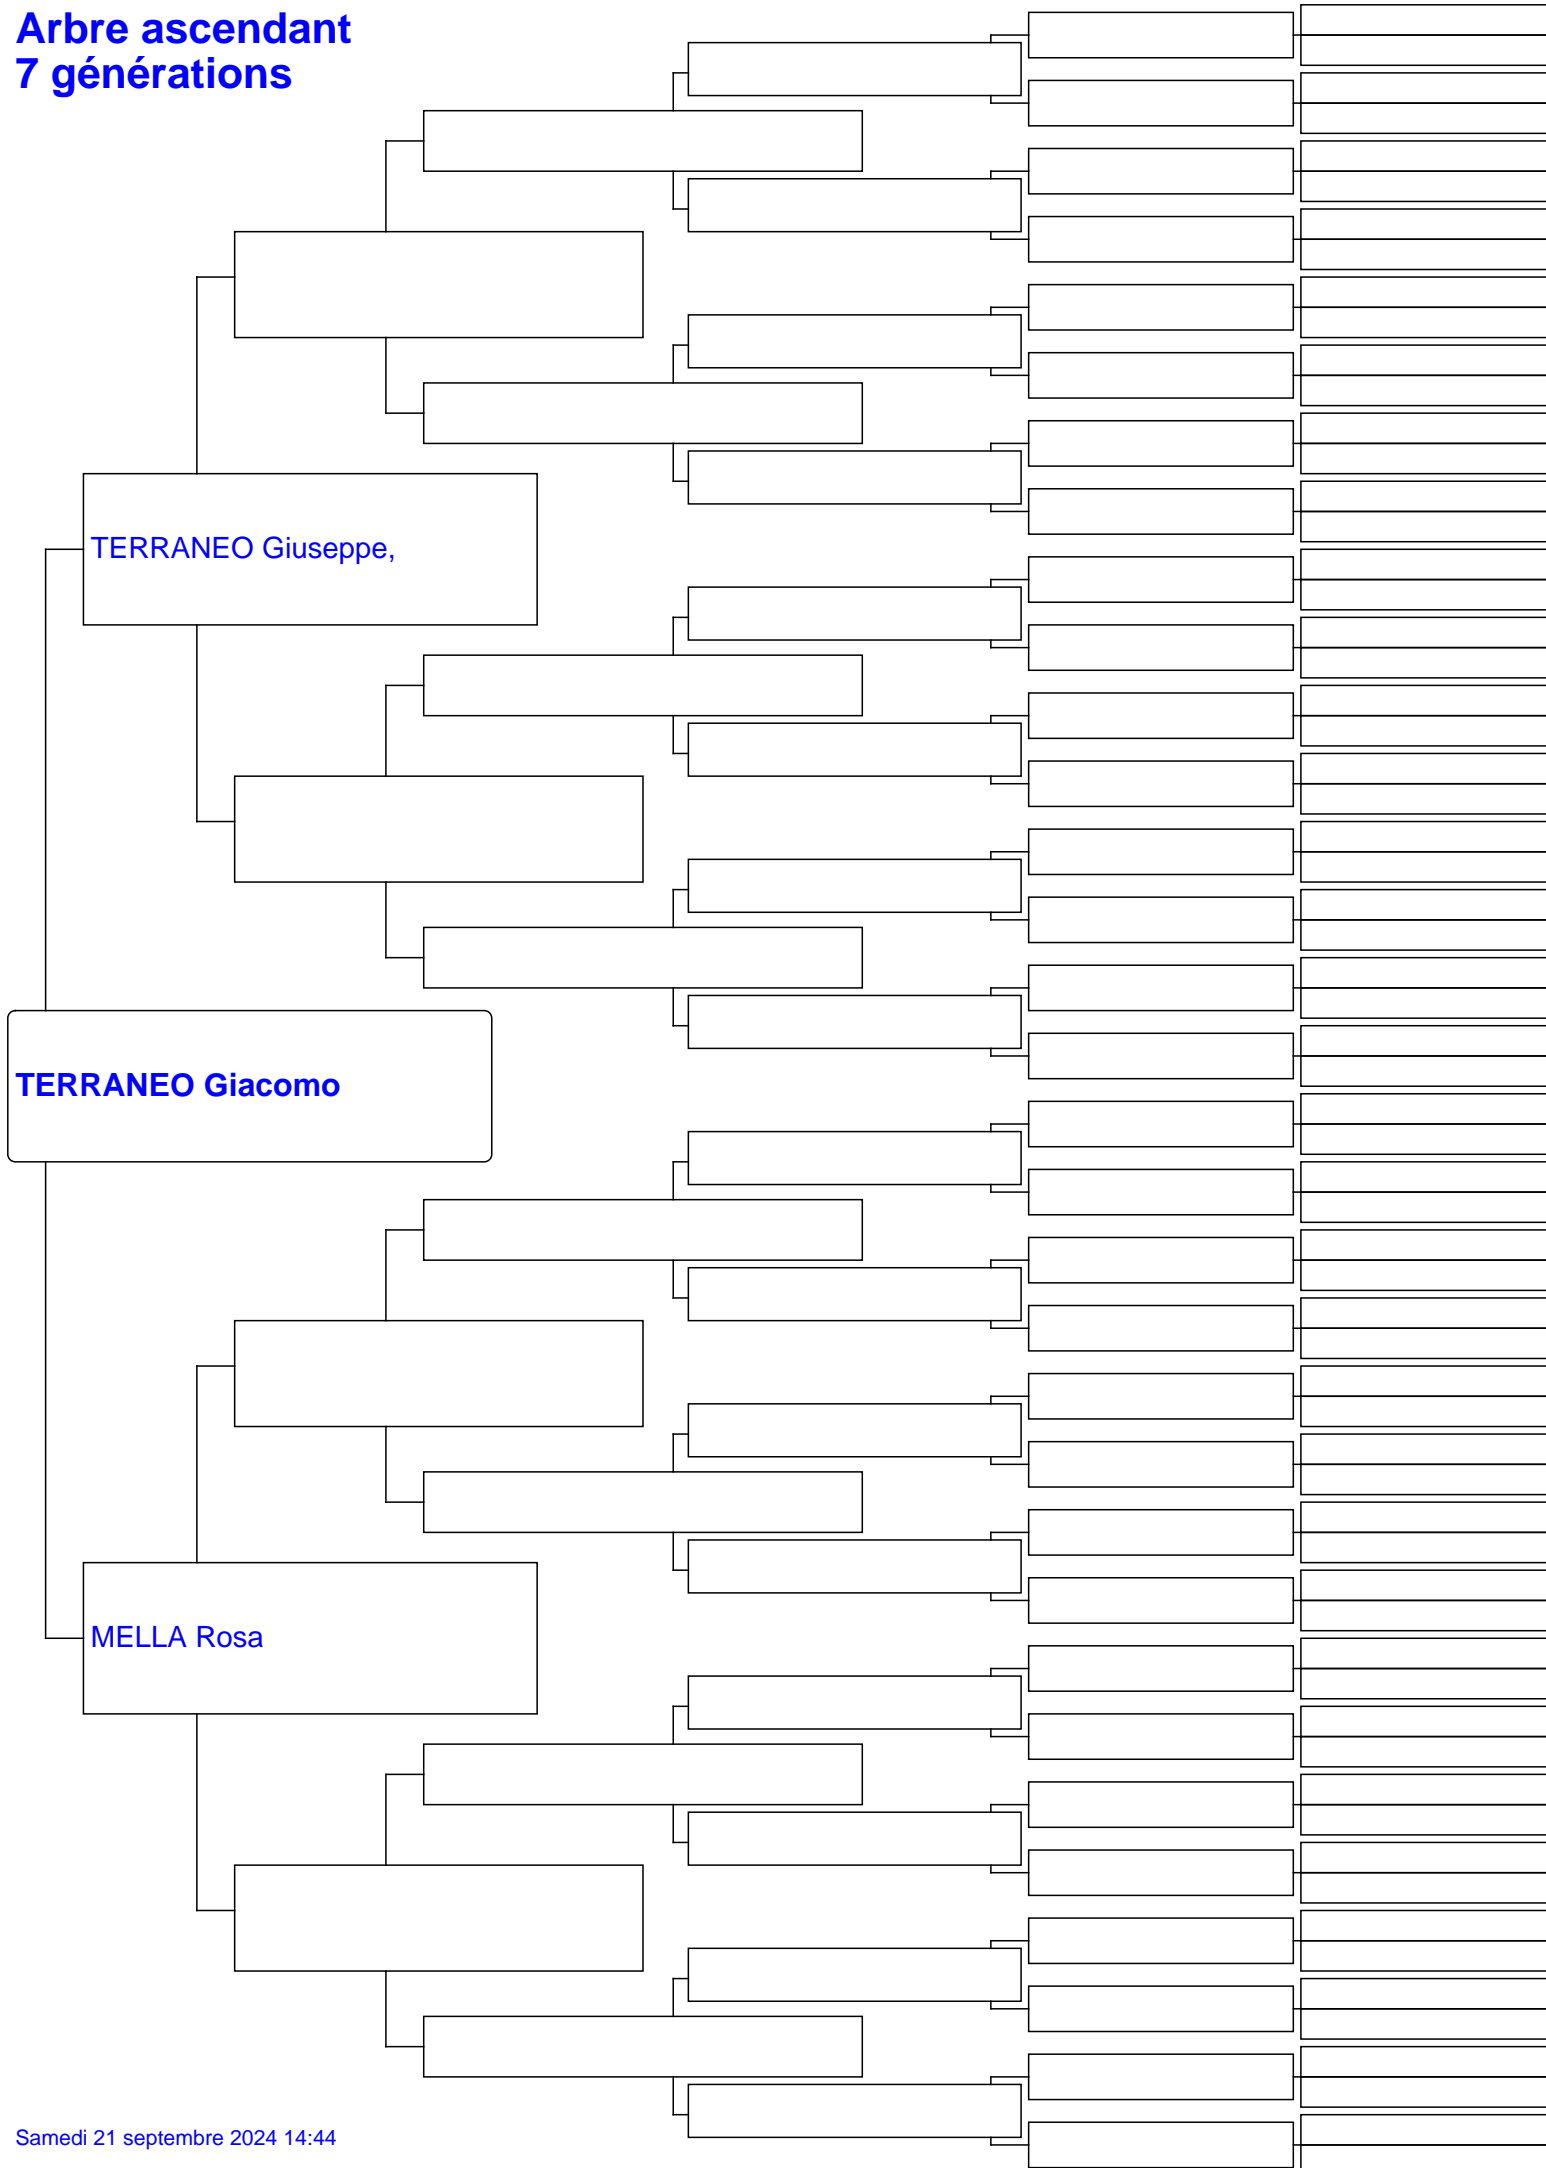 Arbre ascendant
7 générations
TERRANEO Giuseppe,
TERRANEO Giacomo
MELLA Rosa
Samedi 21 septembre 2024 14:44